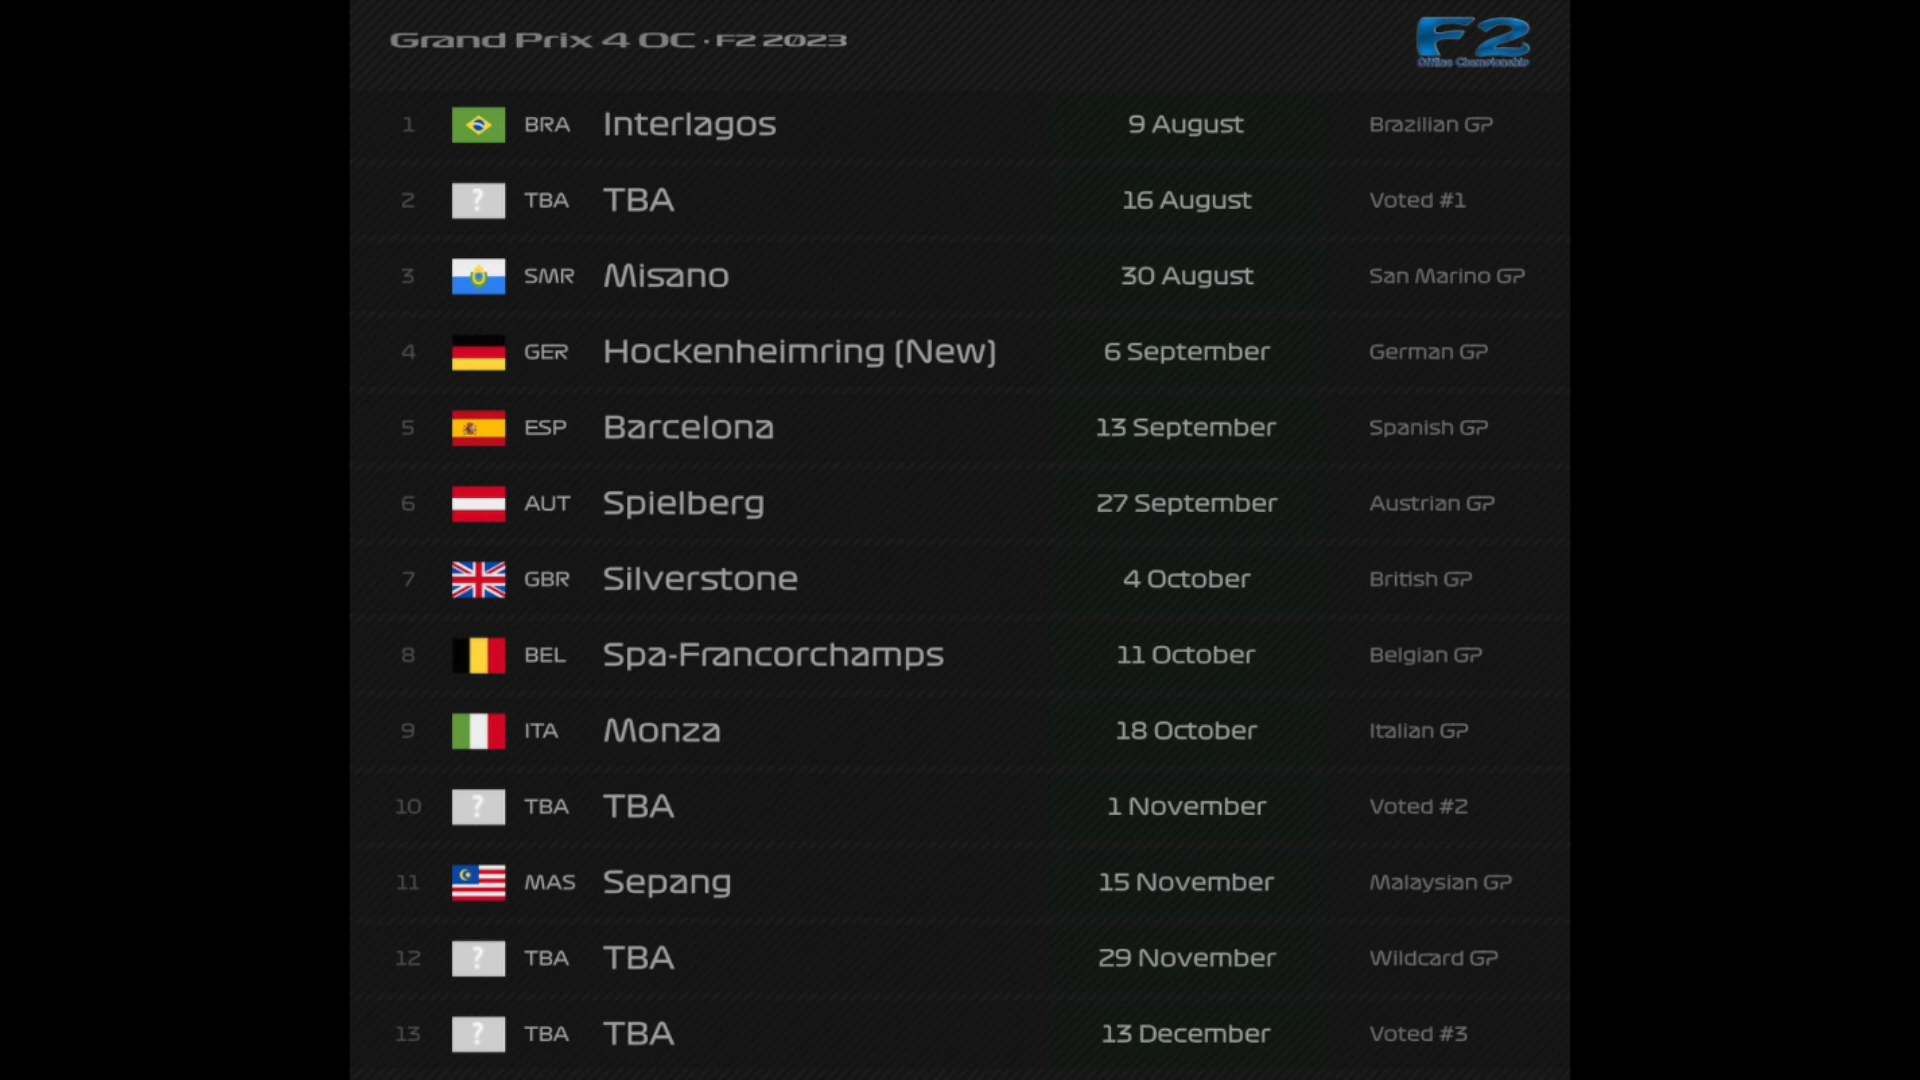 Grand Prix 4 OC · F2 2023
F2
Offline Championship
1 BRA Interlagos 9 August Brazilian GP
2 ? TBA TBA 16 August Voted #1
3 SMR Misano 30 August San Marino GP
4 GER Hockenheimring (New) 6 September German GP
5 ESP Barcelona 13 September Spanish GP
6 AUT Spielberg 27 September Austrian GP
7 GBR Silverstone 4 October British GP
8 BEL Spa-Francorchamps 11 October Belgian GP
9 ITA Monza 18 October Italian GP
10 ? TBA TBA 1 November Voted #2
11 MAS Sepang 15 November Malaysian GP
12 ? TBA TBA 29 November Wildcard GP
13 ? TBA TBA 13 December Voted #3